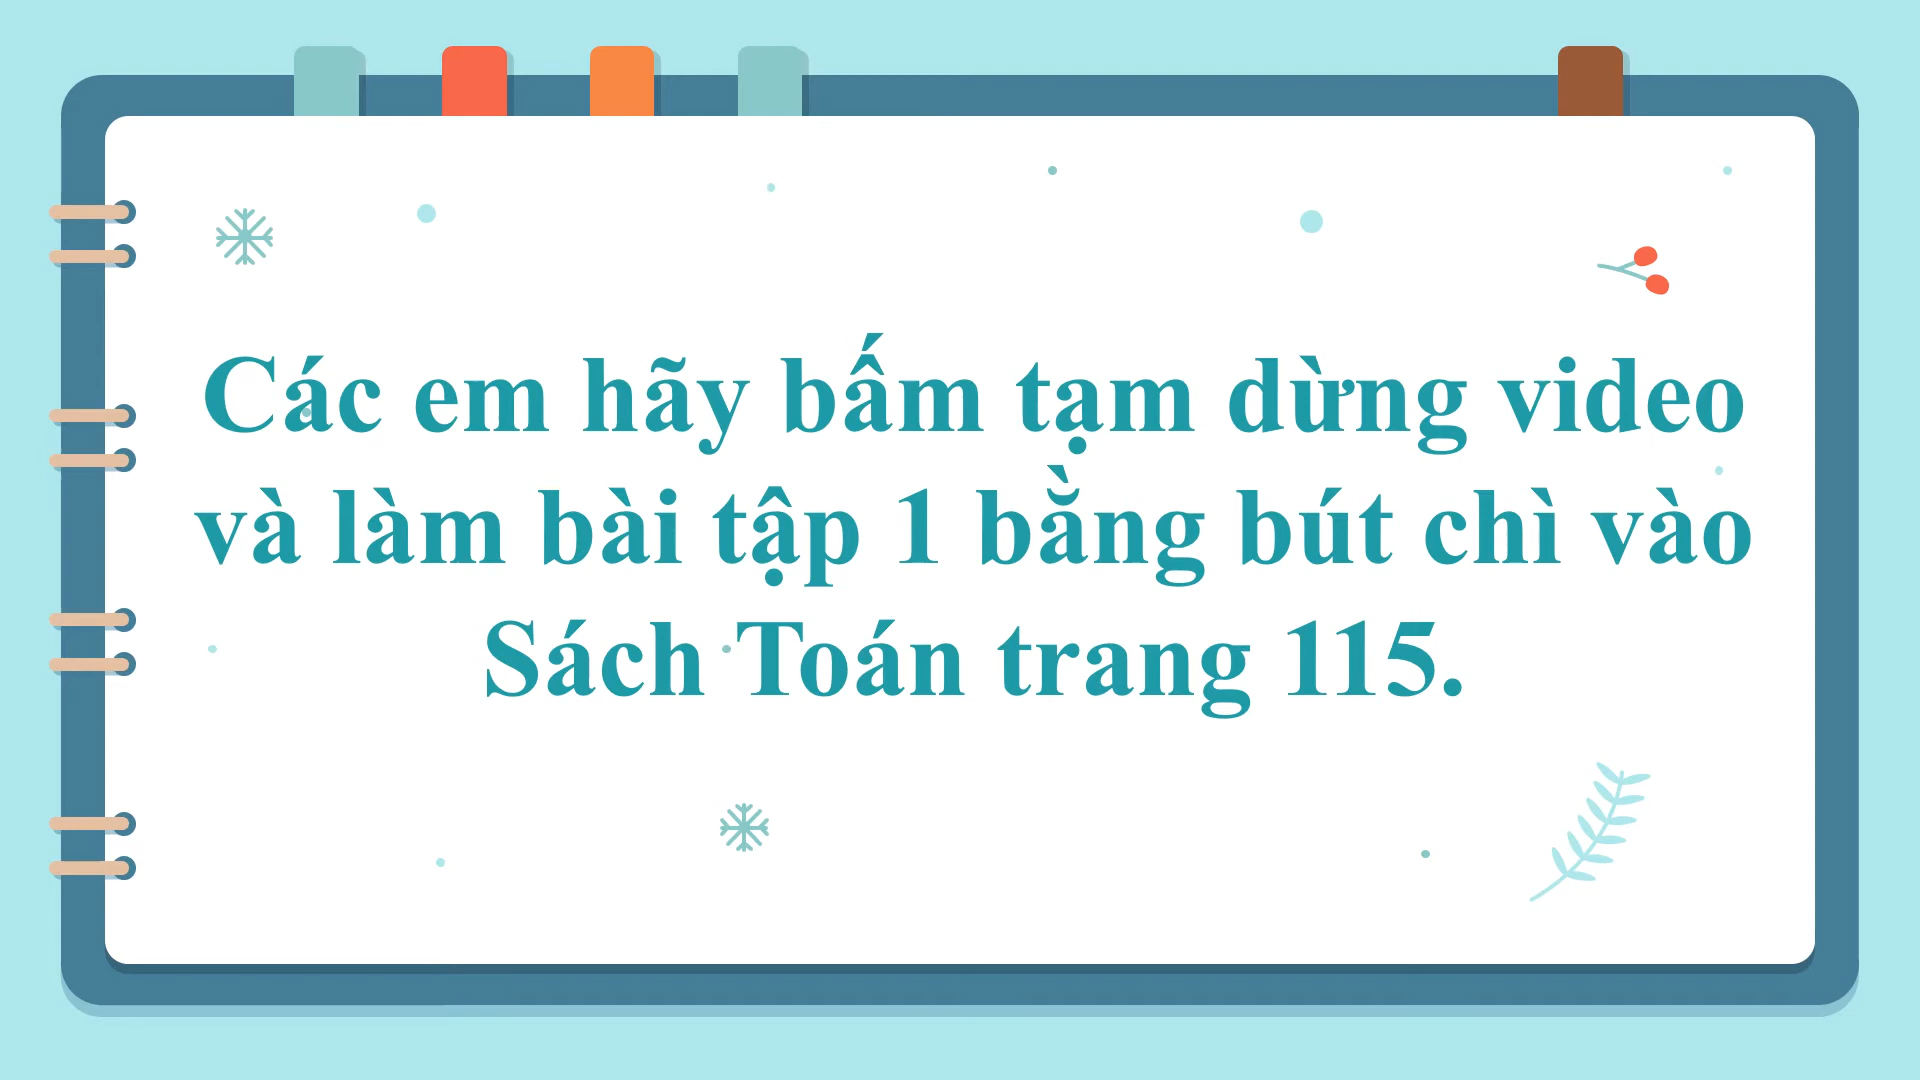 Các em hãy bấm tạm dừng video
và làm bài tập 1 bằng bút chì vào
Sách Toán trang 115.